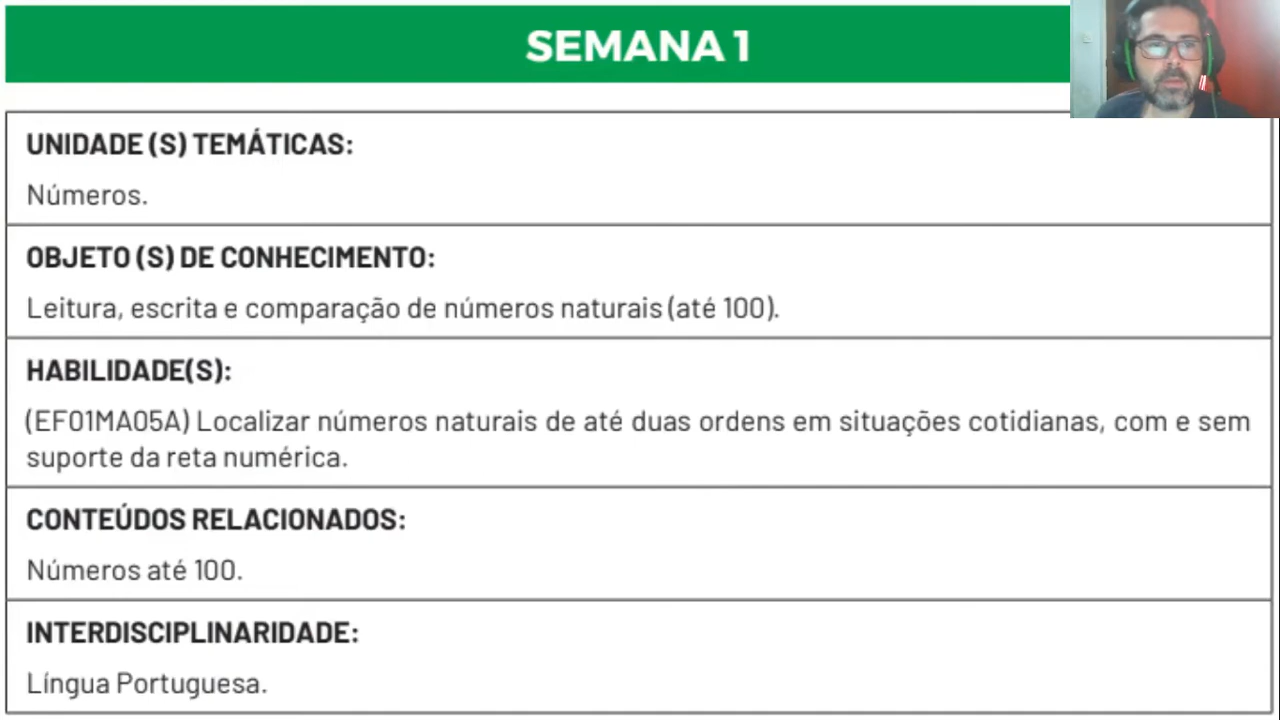 SEMANA 1
UNIDADE (S) TEMÁTICAS:
Números.
OBJETO (S) DE CONHECIMENTO:
Leitura, escrita e comparação de números naturais (até 100).
HABILIDADE(S):
(EF01MA05A) Localizar números naturais de até duas ordens em situações cotidianas, com e sem
suporte da reta numérica.
CONTEÚDOS RELACIONADOS:
Números até 100.
INTERDISCIPLINARIDADE:
Língua Portuguesa.